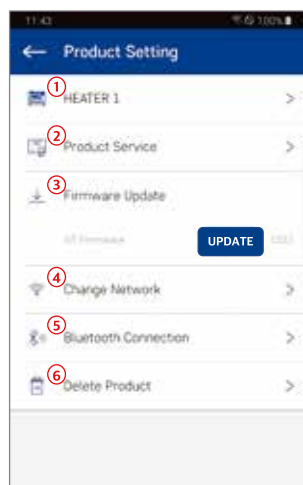 11:43
100%
← Product Setting
① HEATER 1 >
② Product Service >
③ Firmware Update
UPDATE
④ Change Network >
⑤ Bluetooth Connection >
⑥ Delete Product >